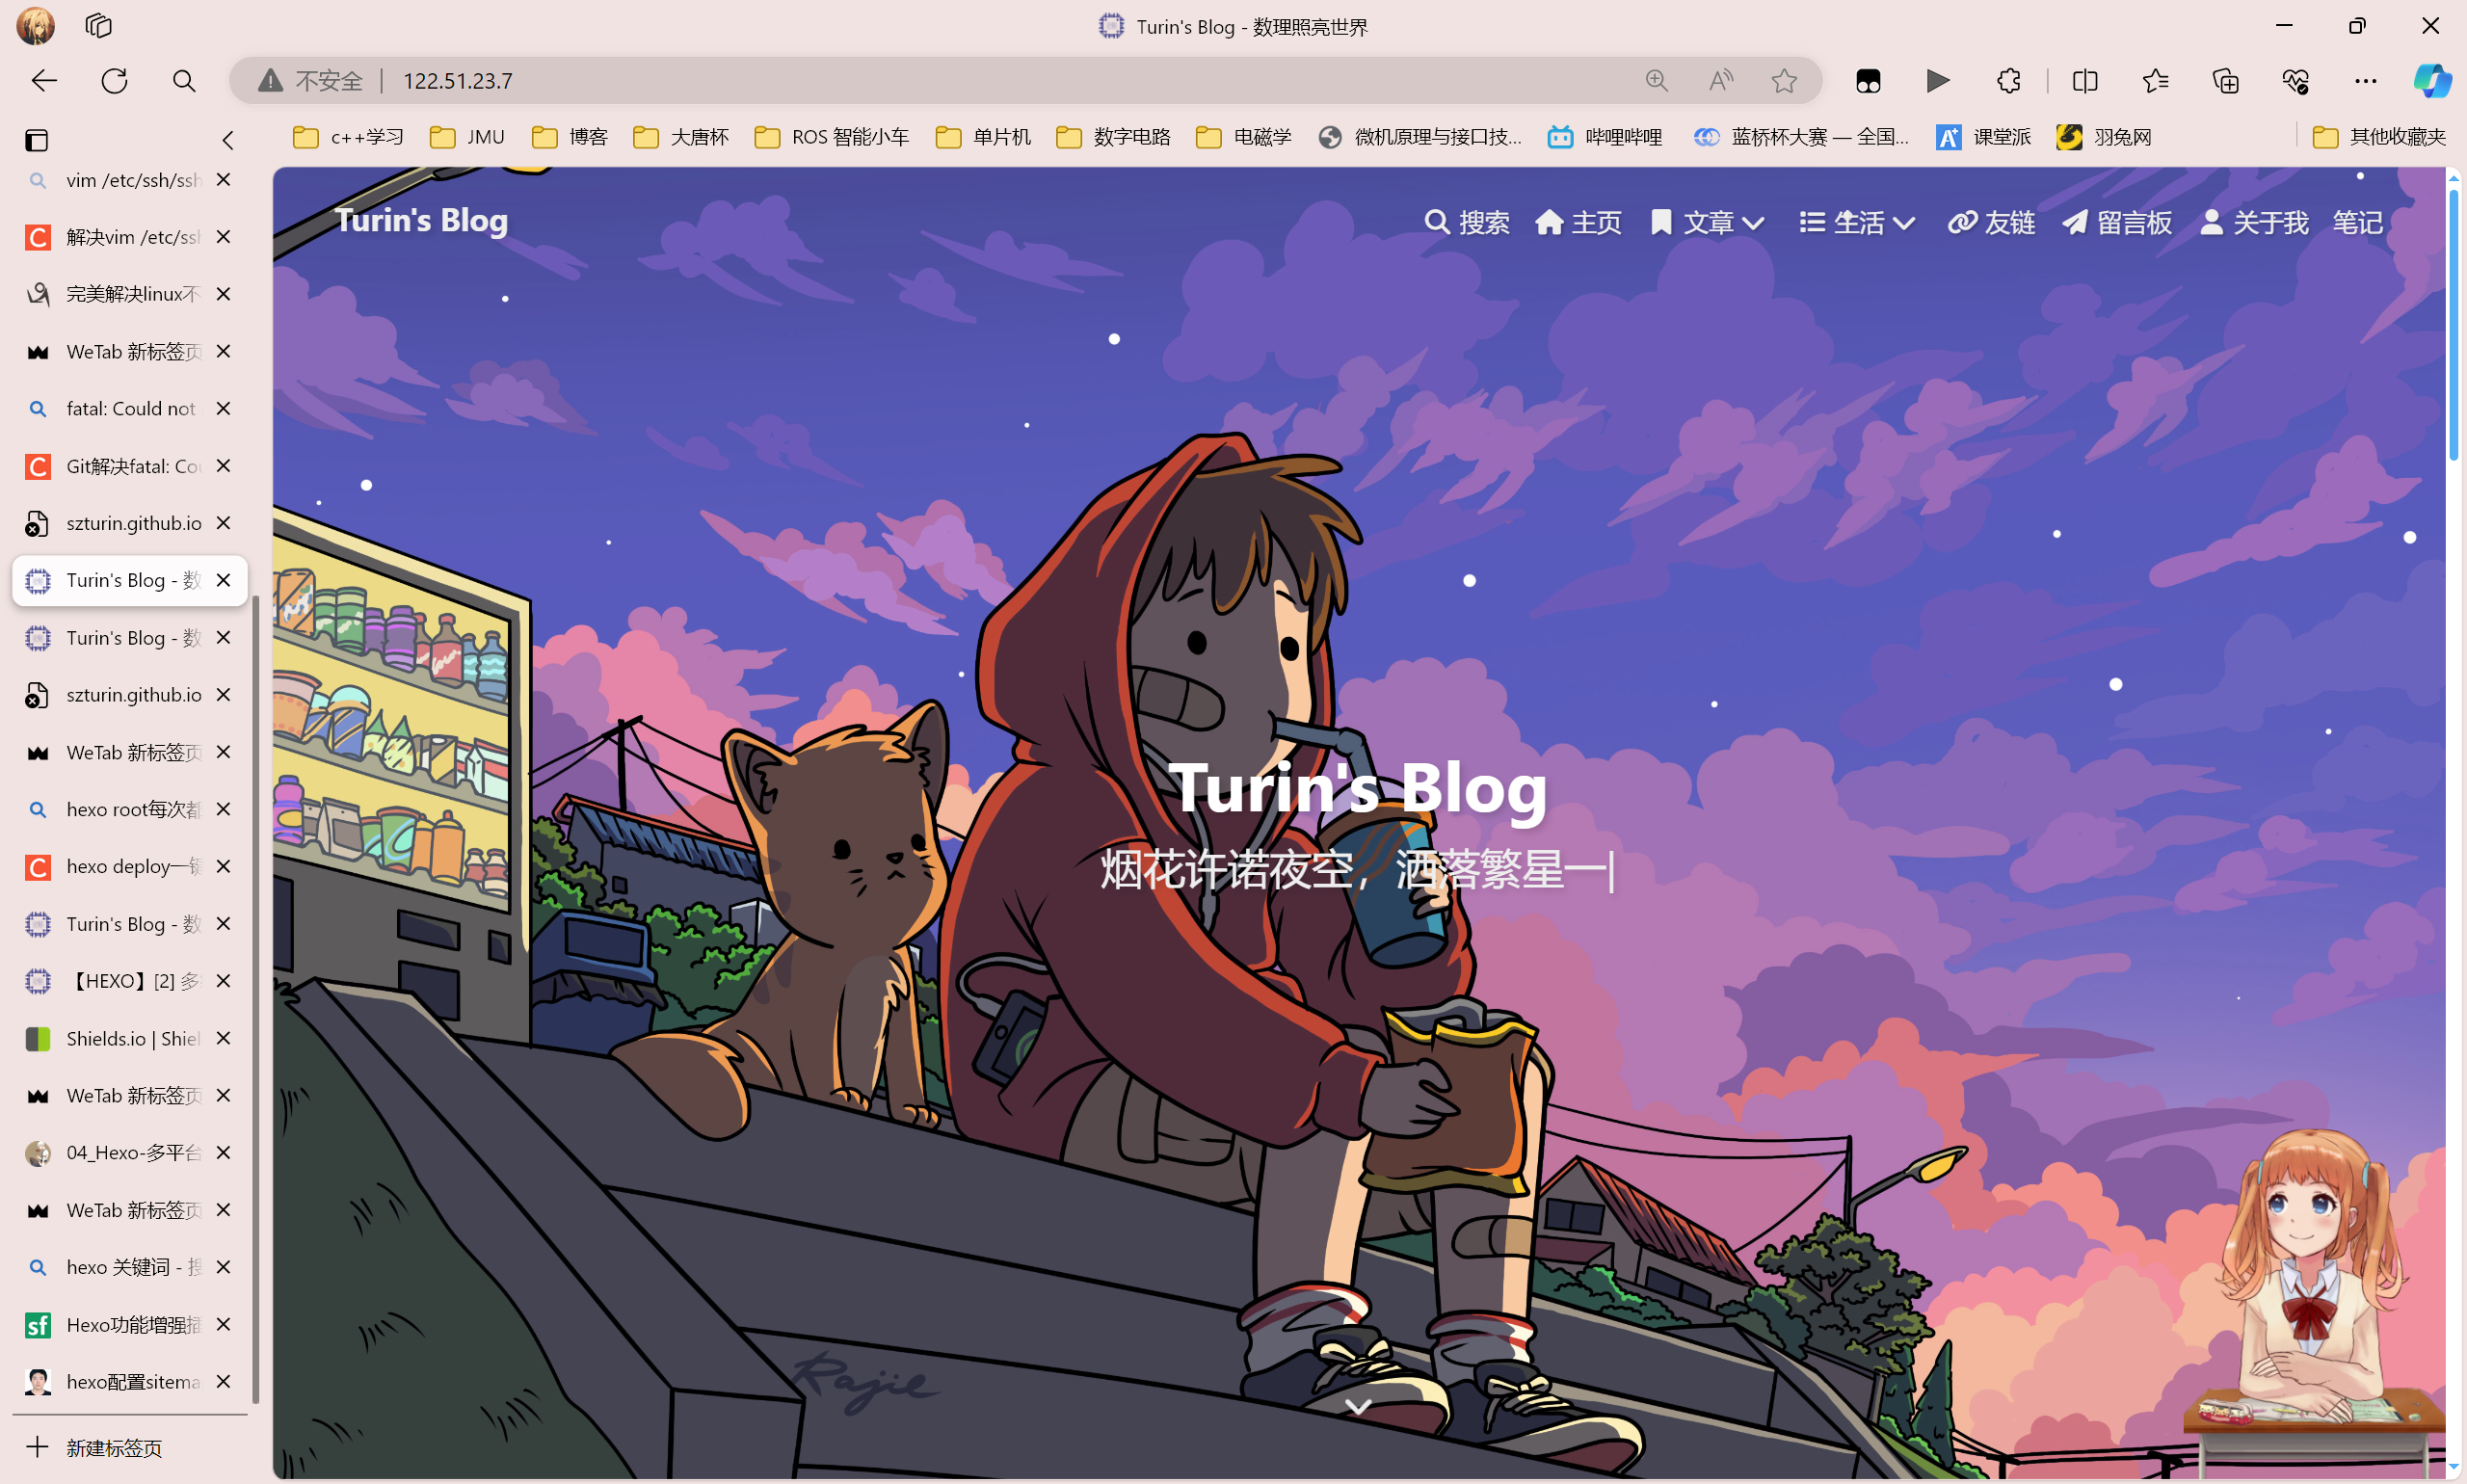 Turin's Blog - 数理照亮世界
不安全
122.51.23.7
c++学习
JMU
博客
大唐杯
ROS 智能小车
单片机
数字电路
电磁学
微机原理与接口技...
哔哩哔哩
蓝桥杯大赛 — 全国...
课堂派
羽兔网
其他收藏夹
vim /etc/ssh/ssh
解决vim /etc/ssh
完美解决linux不
WeTab 新标签页
fatal: Could not
Git解决fatal: Cou
szturin.github.io
Turin's Blog - 数
Turin's Blog - 数
szturin.github.io
WeTab 新标签页
hexo root每次都
hexo deploy一键
Turin's Blog - 数
【HEXO】[2] 多
Shields.io | Shiel
WeTab 新标签页
04_Hexo-多平台
WeTab 新标签页
hexo 关键词 - 搜
Hexo功能增强插
hexo配置sitema
新建标签页
Turin's Blog
搜索
主页
文章
生活
友链
留言板
关于我
笔记
Turin's Blog
烟花许诺夜空，洒落繁星一|
Rajie